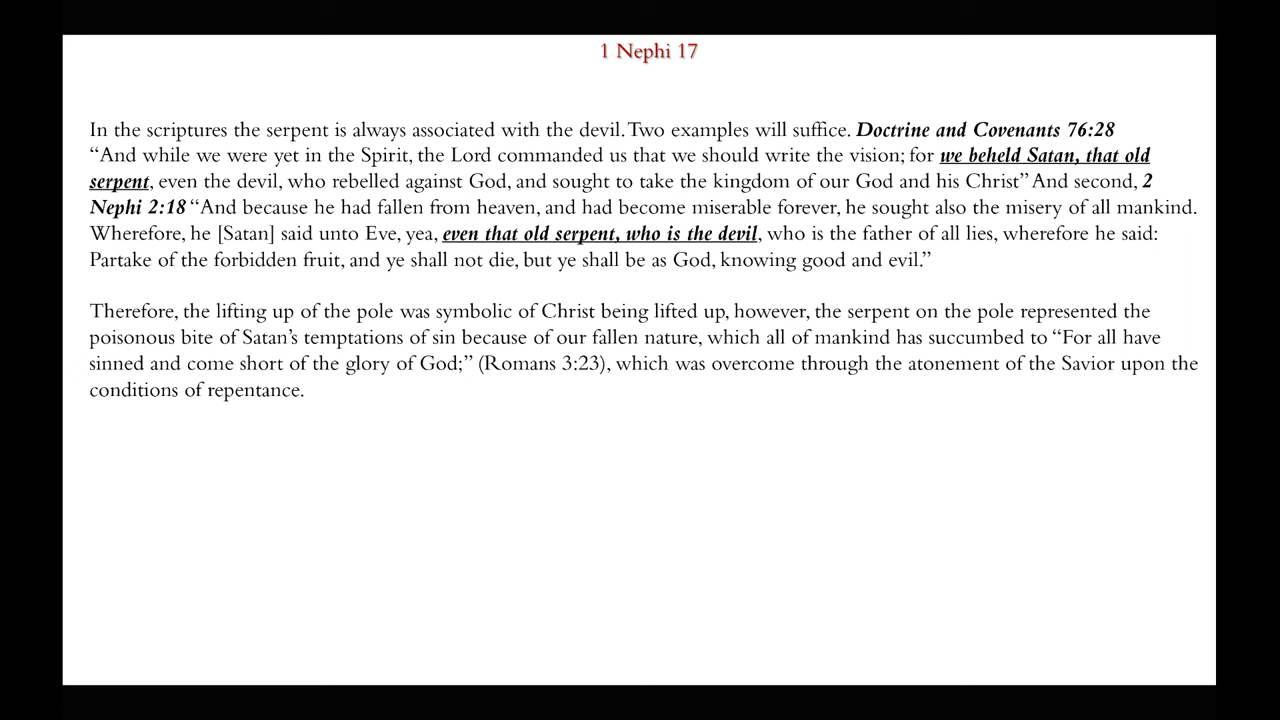 1 Nephi 17
In the scriptures the serpent is always associated with the devil. Two examples will suffice. Doctrine and Covenants 76:28
“And while we were yet in the Spirit, the Lord commanded us that we should write the vision; for we beheld Satan, that old
serpent, even the devil, who rebelled against God, and sought to take the kingdom of our God and his Christ” And second, 2
Nephi 2:18 “And because he had fallen from heaven, and had become miserable forever, he sought also the misery of all mankind.
Wherefore, he [Satan] said unto Eve, yea, even that old serpent, who is the devil, who is the father of all lies, wherefore he said:
Partake of the forbidden fruit, and ye shall not die, but ye shall be as God, knowing good and evil.”
Therefore, the lifting up of the pole was symbolic of Christ being lifted up, however, the serpent on the pole represented the
poisonous bite of Satan’s temptations of sin because of our fallen nature, which all of mankind has succumbed to “For all have
sinned and come short of the glory of God;” (Romans 3:23), which was overcome through the atonement of the Savior upon the
conditions of repentance.